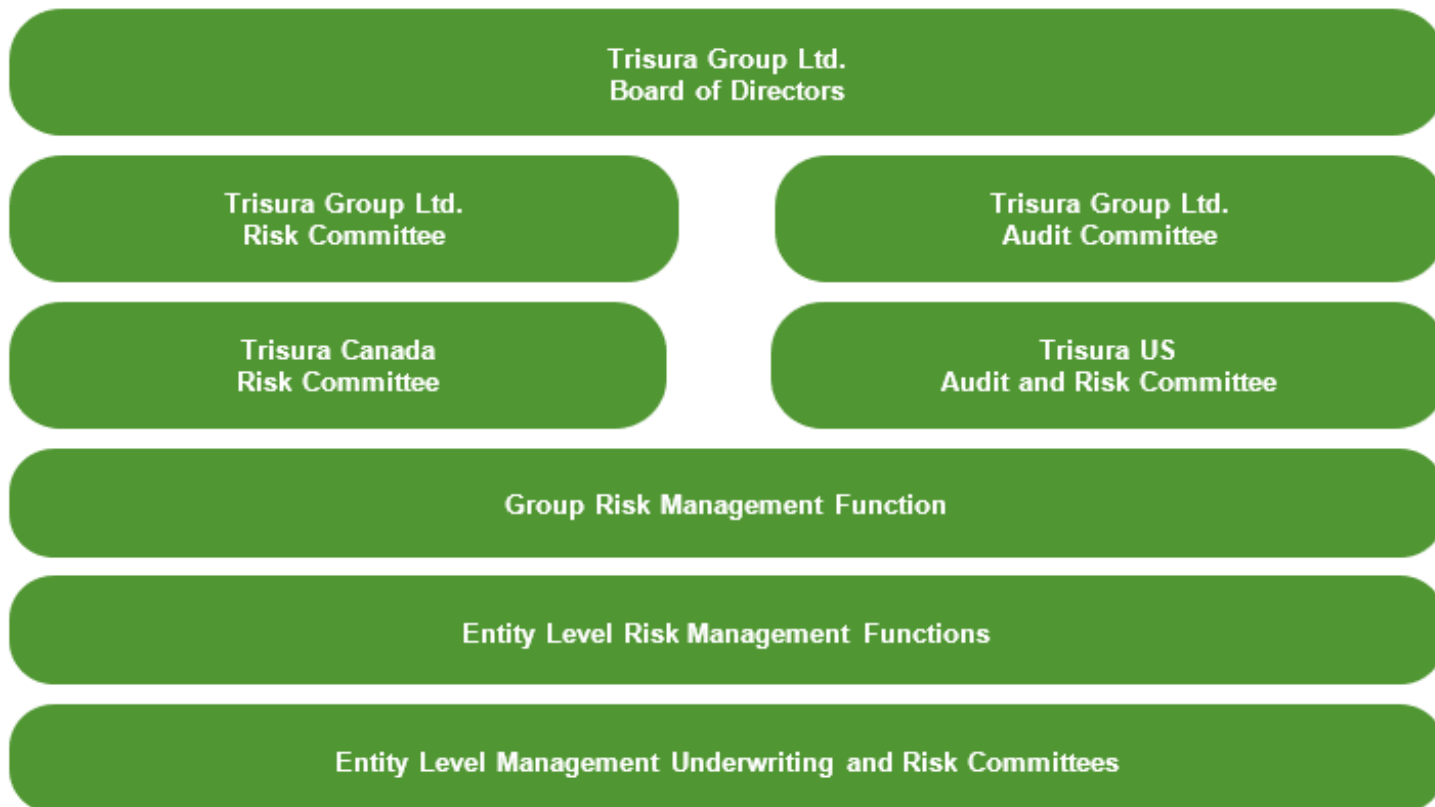 Trisura Group Ltd.
Board of Directors
Trisura Group Ltd.
Risk Committee
Trisura Group Ltd.
Audit Committee
Trisura Canada
Risk Committee
Trisura US
Audit and Risk Committee
Group Risk Management Function
Entity Level Risk Management Functions
Entity Level Management Underwriting and Risk Committees